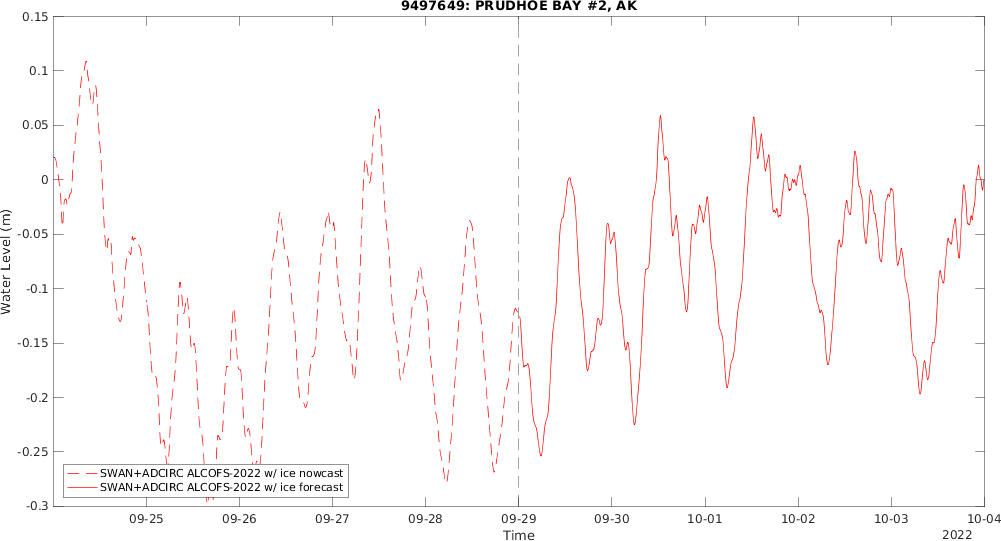 9497649: PRUDHOE BAY #2, AK
0.15
0.1
0.05
0
-0.05
-0.1
-0.15
-0.2
-0.25
-0.3
Water Level (m)
SWAN+ADCIRC ALCOFS-2022 w/ ice nowcast
SWAN+ADCIRC ALCOFS-2022 w/ ice forecast
09-25 09-26 09-27 09-28 09-29 09-30 10-01 10-02 10-03 10-04
Time
2022